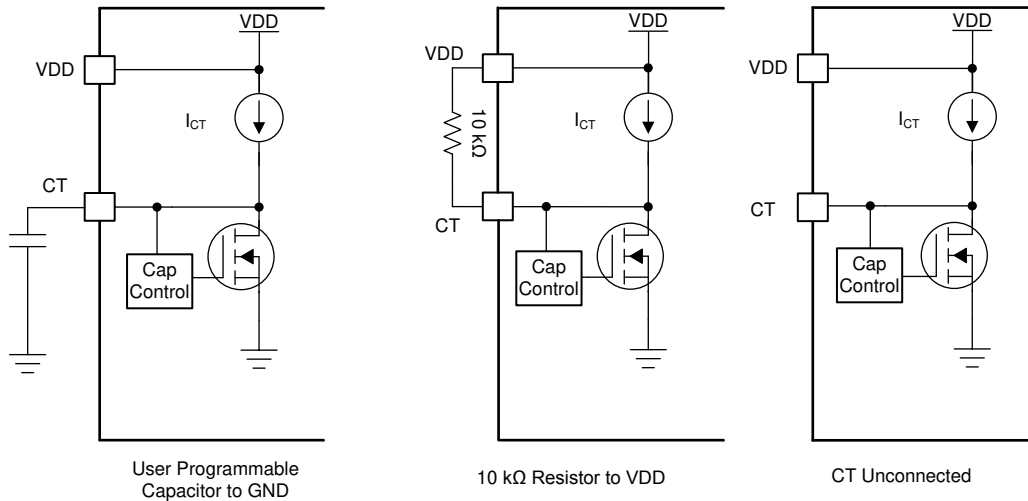 VDD
VDD
I_CT
CT
Cap
Control
User Programmable
Capacitor to GND
VDD
VDD
10 kΩ
I_CT
CT
Cap
Control
10 kΩ Resistor to VDD
VDD
VDD
I_CT
CT
Cap
Control
CT Unconnected